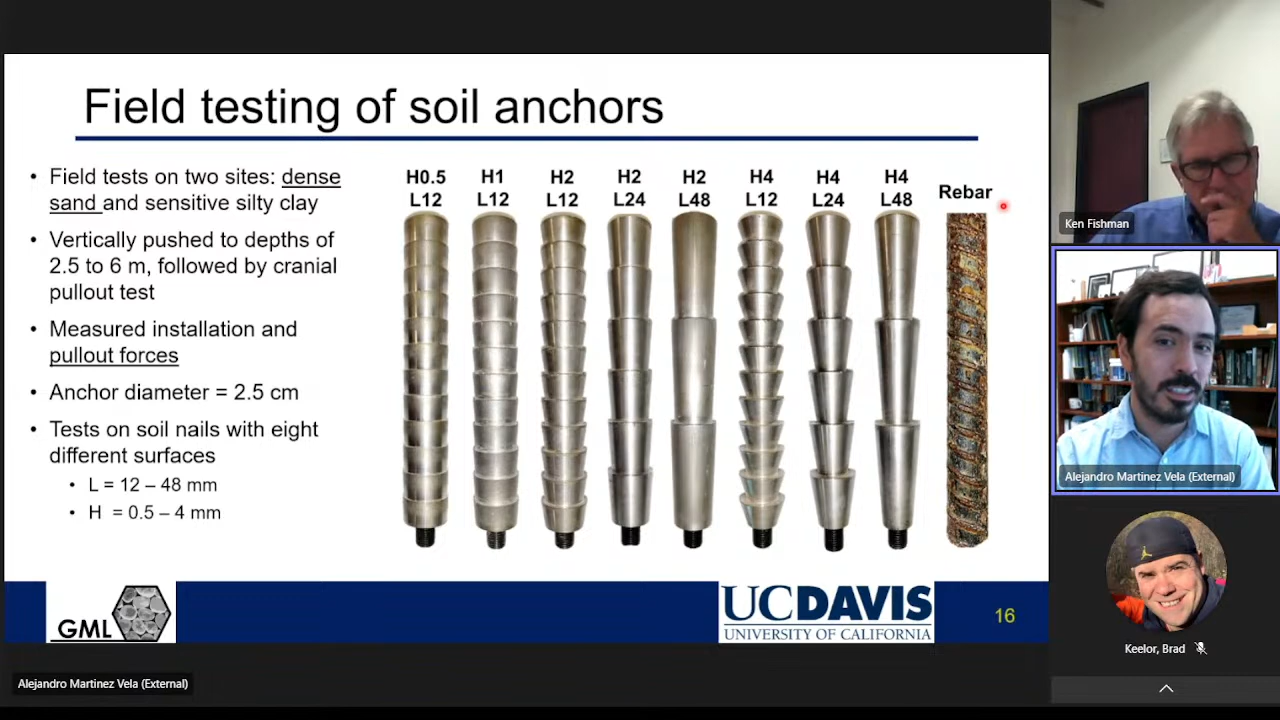 Field testing of soil anchors
• Field tests on two sites: dense
sand and sensitive silty clay
• Vertically pushed to depths of
2.5 to 6 m, followed by cranial
pullout test
• Measured installation and
pullout forces
• Anchor diameter = 2.5 cm
• Tests on soil nails with eight
different surfaces
• L = 12 – 48 mm
• H = 0.5 – 4 mm
H0.5
L12
H1
L12
H2
L12
H2
L24
H2
L48
H4
L12
H4
L24
H4
L48
Rebar
GML
UCDAVIS
UNIVERSITY OF CALIFORNIA
16
Alejandro Martinez Vela (External)
Ken Fishman
Alejandro Martinez Vela (External)
Keelor, Brad